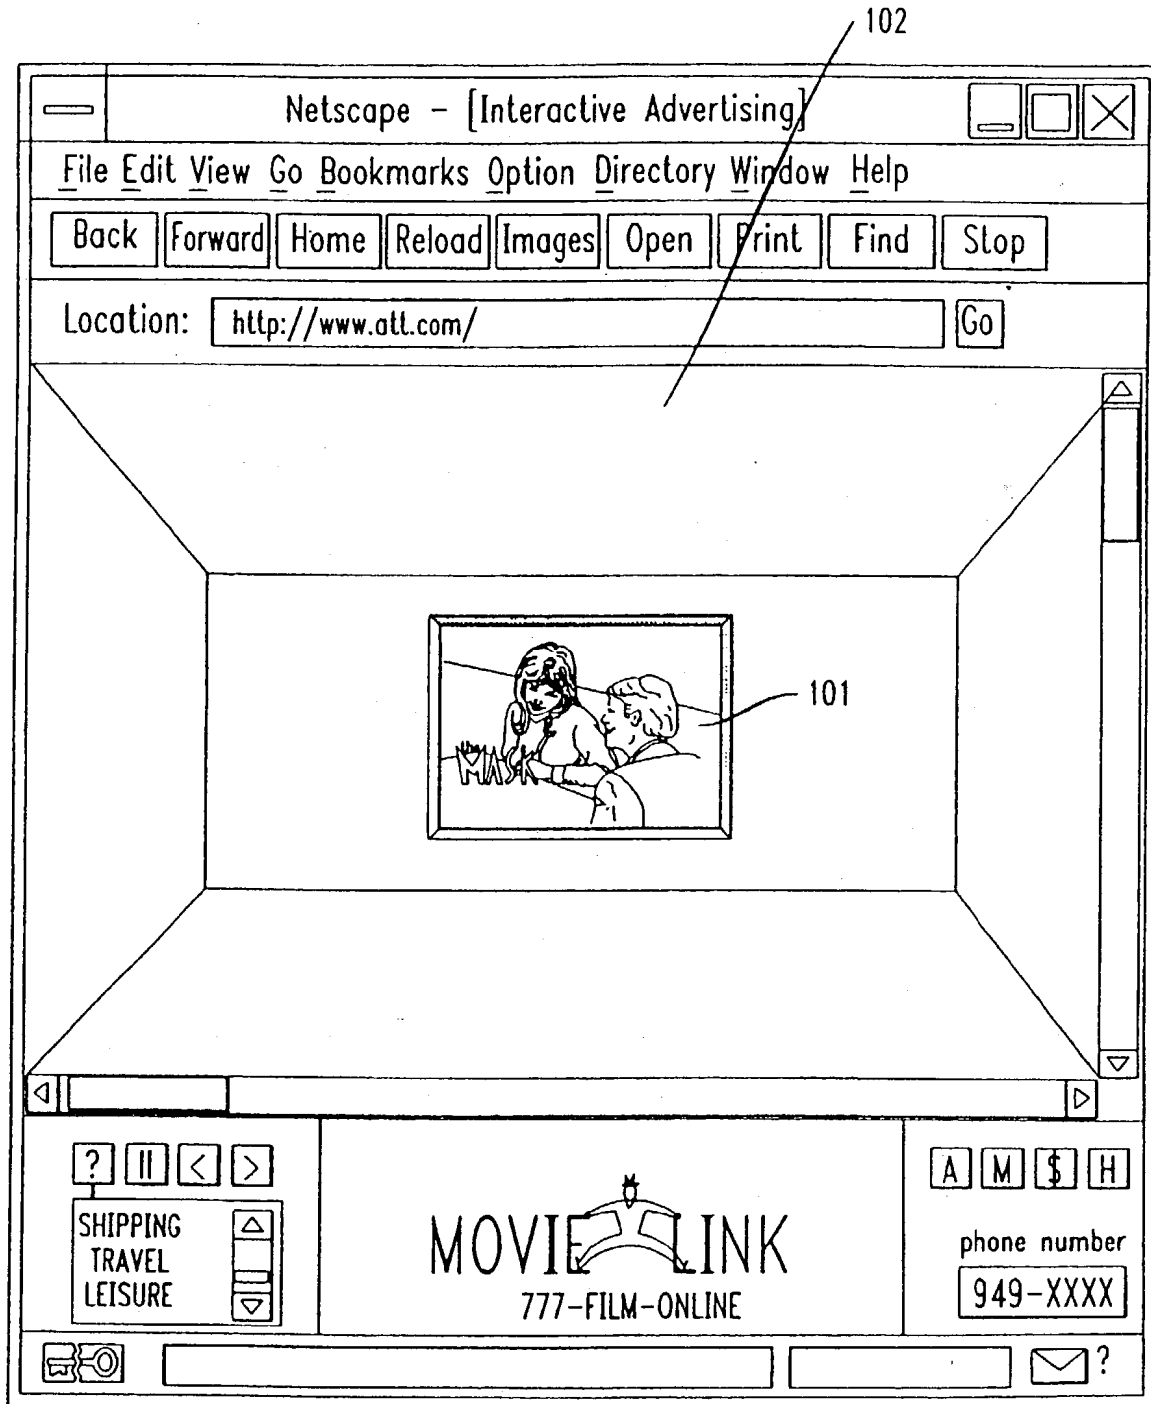 102
Netscape - [Interactive Advertising]
File Edit View Go Bookmarks Option Directory Window Help
Back Forward Home Reload Images Open Print Find Stop
Location: http://www.att.com/ Go
101
the MASK
? || < >
A M $ H
SHIPPING
TRAVEL
LEISURE
MOVIE LINK
777-FILM-ONLINE
phone number
949-XXXX
?